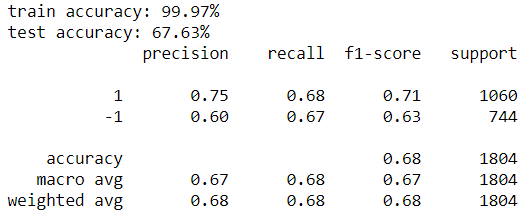 train accuracy: 99.97%
test accuracy: 67.63%
precision recall f1-score support
1 0.75 0.68 0.71 1060
-1 0.60 0.67 0.63 744
accuracy 0.68 1804
macro avg 0.67 0.68 0.67 1804
weighted avg 0.68 0.68 0.68 1804